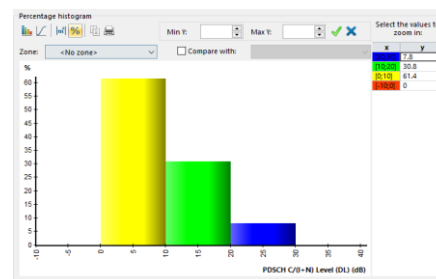 Percentage histogram
Min Y:
Max Y:
Select the values t
zoom in:
Zone:
<No zone>
Compare with:
x y
7.8
[10;20] 30.8
[0;10] 61.4
[-10;0] 0
%
60
55
50
45
40
35
30
25
20
15
10
5
0
-10 -5 0 5 10 15 20 25 30 35 40
PDSCH C/(I+N) Level (DL) (dB)